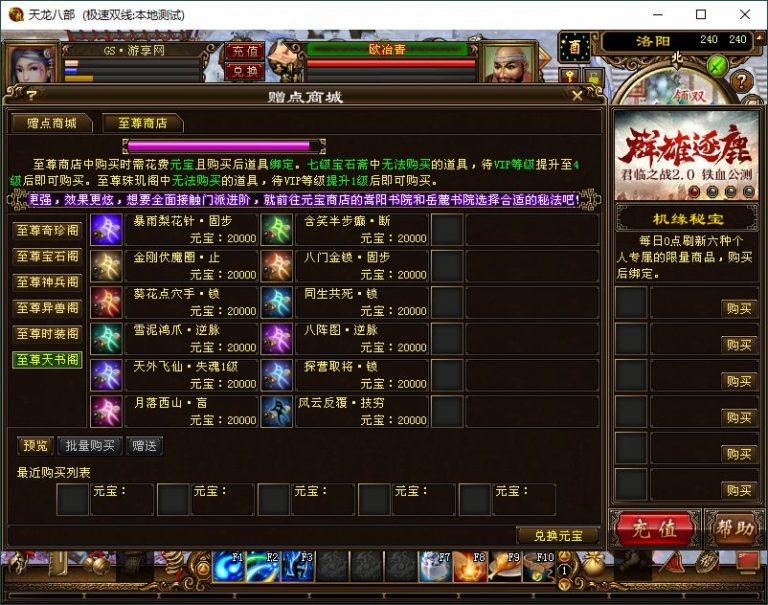 天龙八部 (极速双线:本地测试)
GS·游享网
充值
兑换
欧冶青
酉
洛阳 240 240
北
赠点商城
赠点商城 至尊商店
至尊商店中购买时需花费元宝且购买后道具绑定。七级宝石斋中无法购买的道具，待VIP等级提升至4
级后即可购买。至尊珠玑阁中无法购买的道具，待VIP等级提升1级后即可购买。
更强，效果更炫，想要全面接触门派进阶，就前往元宝商店的嵩阳书院和岳麓书院选择合适的秘法吧！
至尊奇珍阁
至尊宝石阁
至尊神兵阁
至尊异兽阁
至尊时装阁
至尊天书阁
暴雨梨花针·固步
元宝：20000
含笑半步癫·断
元宝：20000
金刚伏魔圈·止
元宝：20000
八门金锁·固步
元宝：20000
葵花点穴手·锁
元宝：20000
同生共死·锁
元宝：20000
雪泥鸿爪·逆脉
元宝：20000
八阵图·逆脉
元宝：20000
天外飞仙·失魂1级
元宝：20000
探营取将·锁
元宝：20000
月落西山·盲
元宝：20000
风云反覆·技穷
元宝：20000
预览 批量购买 赠送
最近购买列表
元宝： 元宝： 元宝： 元宝： 元宝：
兑换元宝
领双
群雄逐鹿
君临之战2.0 铁血公测
机缘秘宝
每日0点刷新六种个
人专属的限量商品，购买
后绑定。
购买
购买
购买
购买
购买
购买
充值 帮助
F1 F2 F3 F7 F8 F9 F10
1